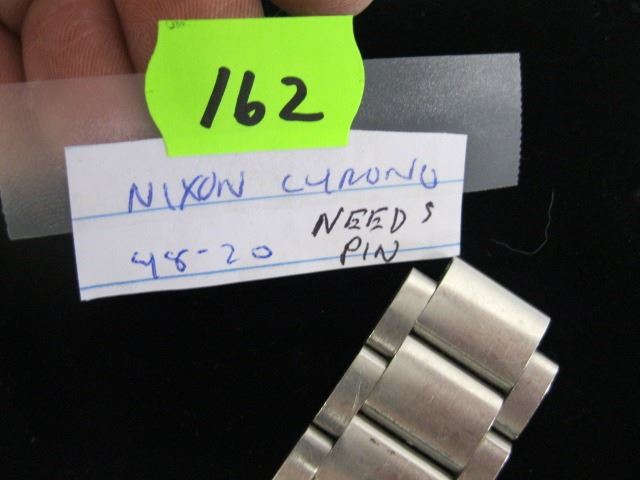 162
NIXON CHRONO
48-20 NEEDS
PIN